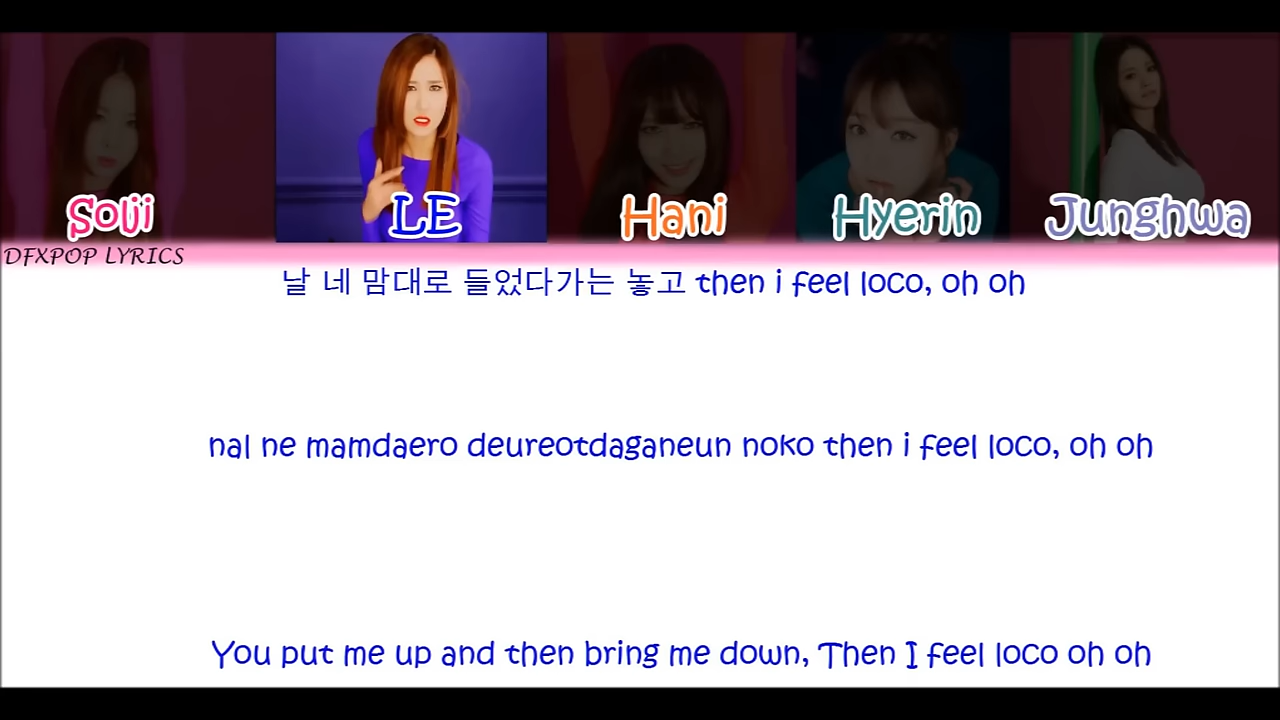 Solji
LE
Hani
Hyerin
Junghwa
DFXPOP LYRICS
날 네 맘대로 들었다가는 놓고 then i feel loco, oh oh
nal ne mamdaero deureotdaganeun noko then i feel loco, oh oh
You put me up and then bring me down, Then I feel loco oh oh